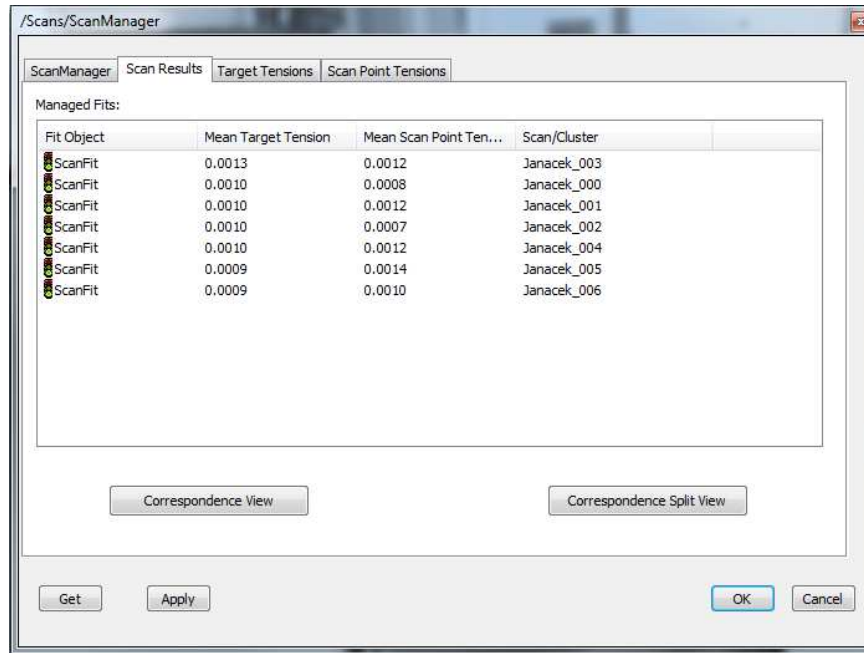 /Scans/ScanManager
ScanManager Scan Results Target Tensions Scan Point Tensions
Managed Fits:
Fit Object Mean Target Tension Mean Scan Point Ten... Scan/Cluster
ScanFit 0.0013 0.0012 Janacek_003
ScanFit 0.0010 0.0008 Janacek_000
ScanFit 0.0010 0.0012 Janacek_001
ScanFit 0.0010 0.0007 Janacek_002
ScanFit 0.0010 0.0012 Janacek_004
ScanFit 0.0009 0.0014 Janacek_005
ScanFit 0.0009 0.0010 Janacek_006
Correspondence View Correspondence Split View
Get Apply OK Cancel